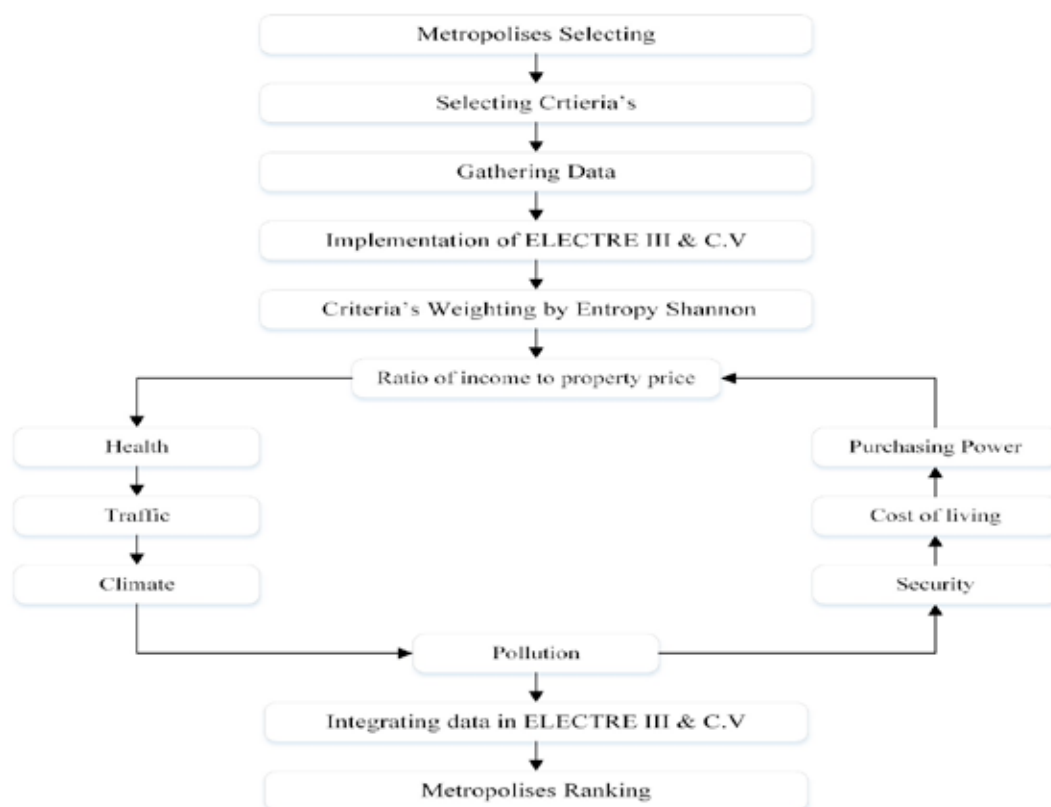 Metropolises Selecting
Selecting Crtieria's
Gathering Data
Implementation of ELECTRE III & C.V
Criteria's Weighting by Entropy Shannon
Ratio of income to property price
Health
Purchasing Power
Traffic
Cost of living
Climate
Security
Pollution
Integrating data in ELECTRE III & C.V
Metropolises Ranking